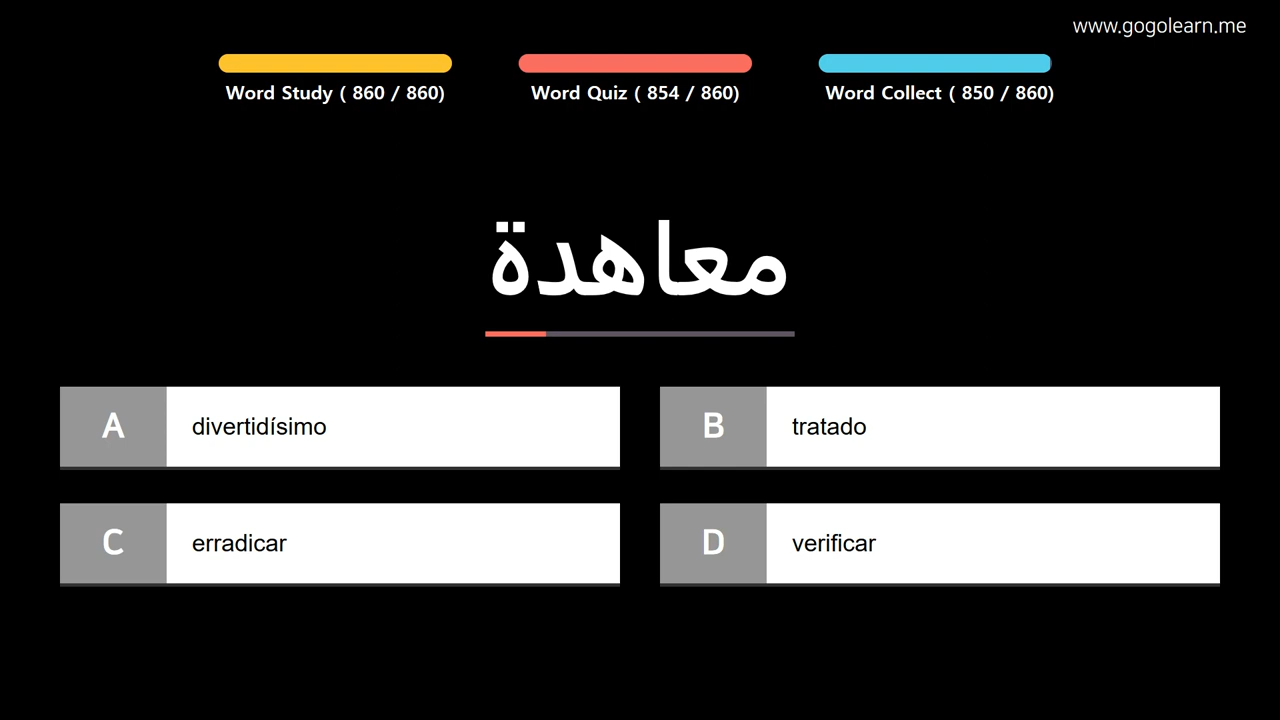 www.gogolearn.me
Word Study ( 860 / 860)
Word Quiz ( 854 / 860)
Word Collect ( 850 / 860)
معاهدة
A divertidísimo
B tratado
C erradicar
D verificar